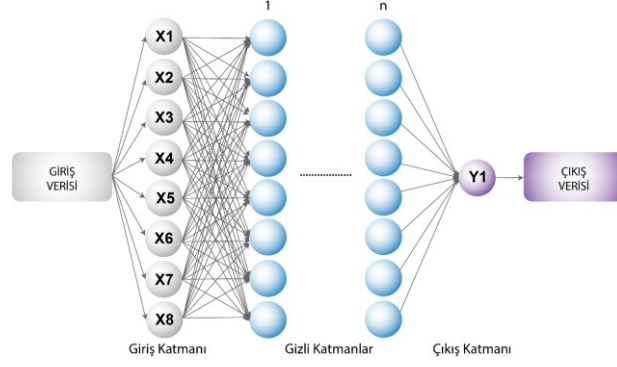 1
n
X1
X2
X3
X4
X5
X6
X7
X8
GİRİŞ
VERİSİ
Y1
ÇIKIŞ
VERİSİ
Giriş Katmanı
Gizli Katmanlar
Çıkış Katmanı